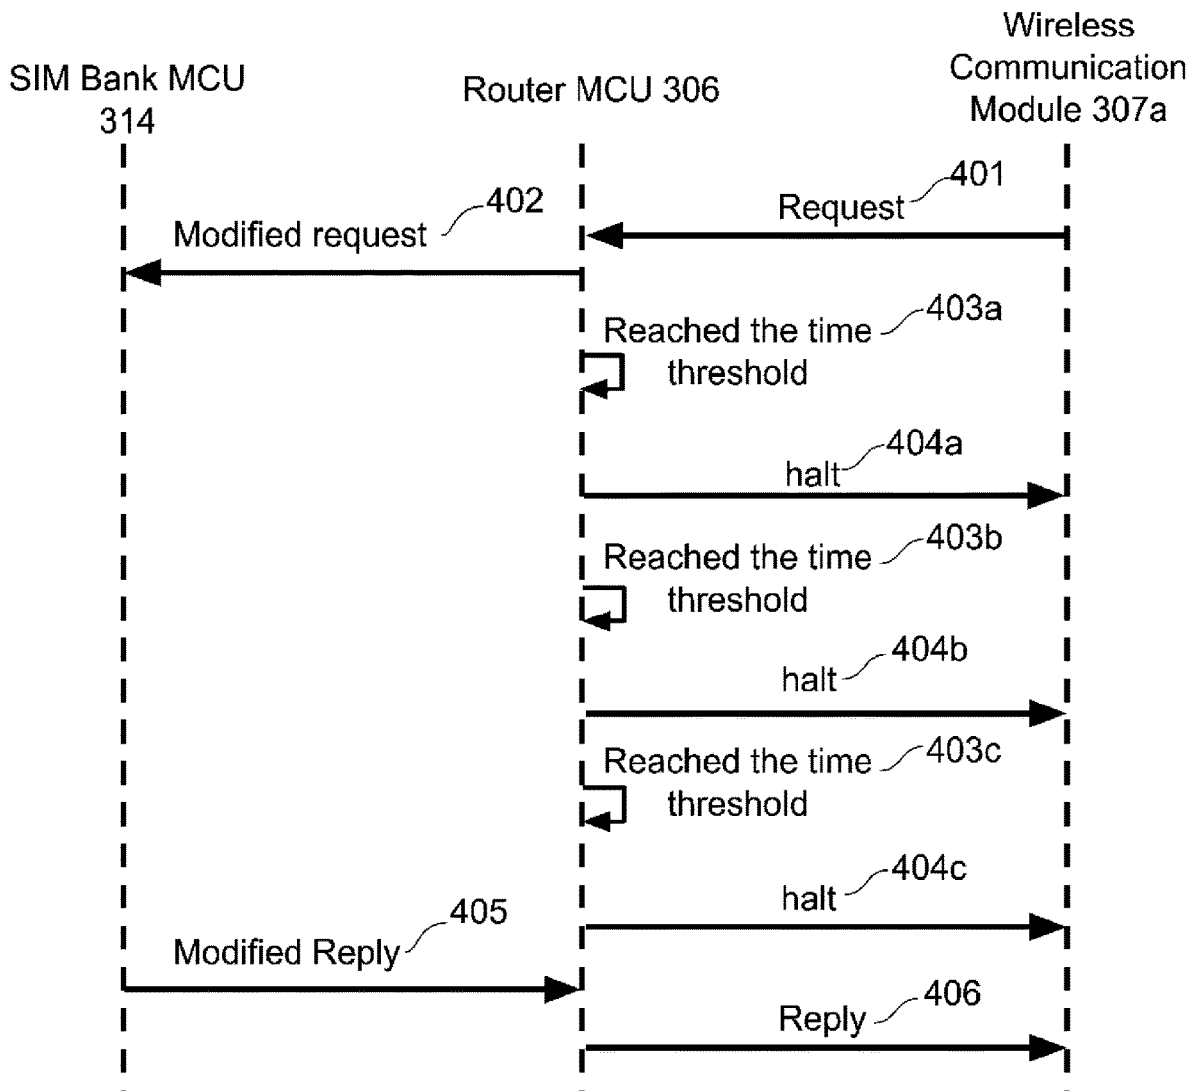 SIM Bank MCU
314
Router MCU 306
Wireless
Communication
Module 307a
401
Request
402
Modified request
403a
Reached the time
threshold
404a
halt
403b
Reached the time
threshold
404b
halt
403c
Reached the time
threshold
404c
halt
405
Modified Reply
406
Reply